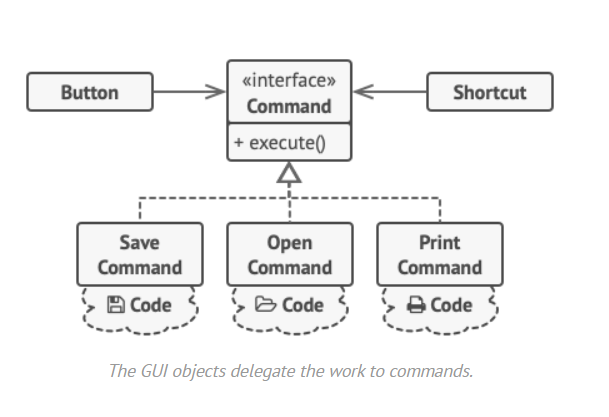 «interface»
Button
Command
Shortcut
+ execute()
Save
Command
Open
Command
Print
Command
Code
Code
Code
The GUI objects delegate the work to commands.